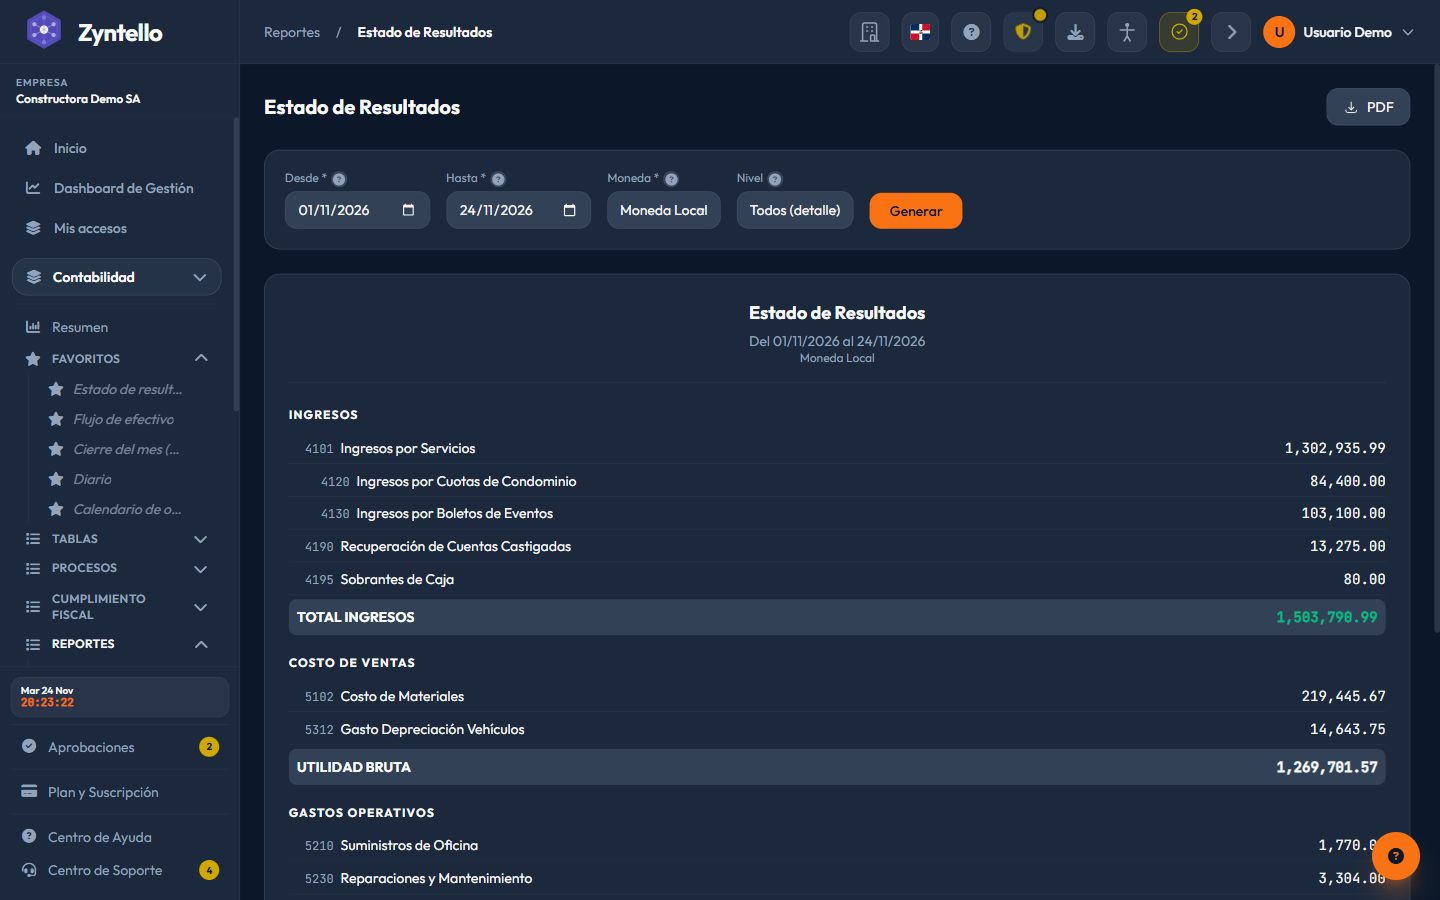 Zyntello
Reportes / Estado de Resultados
2
U Usuario Demo
EMPRESA
Constructora Demo SA
Inicio
Dashboard de Gestión
Mis accesos
Contabilidad
Resumen
FAVORITOS
Estado de result...
Flujo de efectivo
Cierre del mes (...
Diario
Calendario de o...
TABLAS
PROCESOS
CUMPLIMIENTO
FISCAL
REPORTES
Mar 24 Nov
20:23:22
Aprobaciones 2
Plan y Suscripción
Centro de Ayuda
Centro de Soporte 4
Estado de Resultados
PDF
Desde * ? Hasta * ? Moneda * ? Nivel ?
01/11/2026 24/11/2026 Moneda Local Todos (detalle) Generar
Estado de Resultados
Del 01/11/2026 al 24/11/2026
Moneda Local
INGRESOS
4101 Ingresos por Servicios 1,302,935.99
4120 Ingresos por Cuotas de Condominio 84,400.00
4130 Ingresos por Boletos de Eventos 103,100.00
4190 Recuperación de Cuentas Castigadas 13,275.00
4195 Sobrantes de Caja 80.00
TOTAL INGRESOS 1,503,790.99
COSTO DE VENTAS
5102 Costo de Materiales 219,445.67
5312 Gasto Depreciación Vehículos 14,643.75
UTILIDAD BRUTA 1,269,701.57
GASTOS OPERATIVOS
5210 Suministros de Oficina
5230 Reparaciones y Mantenimiento 3,304.00